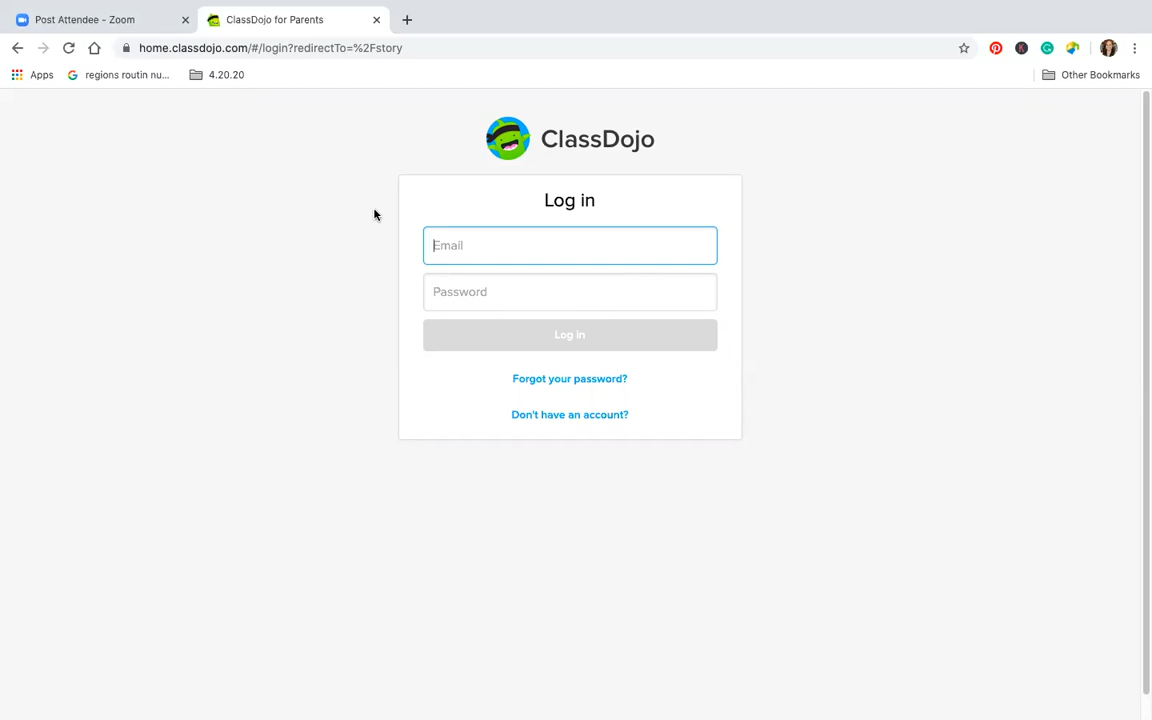 Post Attendee - Zoom
ClassDojo for Parents
home.classdojo.com/#/login?redirectTo=%2Fstory
Apps
regions routin nu...
4.20.20
Other Bookmarks
ClassDojo
Log in
Email
Password
Log in
Forgot your password?
Don't have an account?